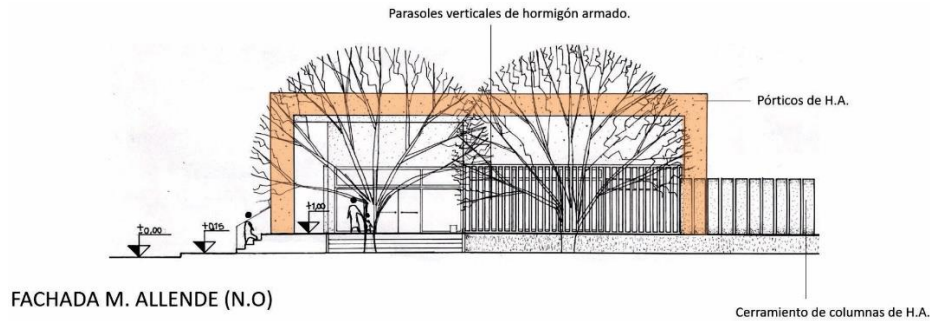 Parasoles verticales de hormigón armado.
Pórticos de H.A.
+1,00
+0,15
+0,00
FACHADA M. ALLENDE (N.O)
Cerramiento de columnas de H.A.